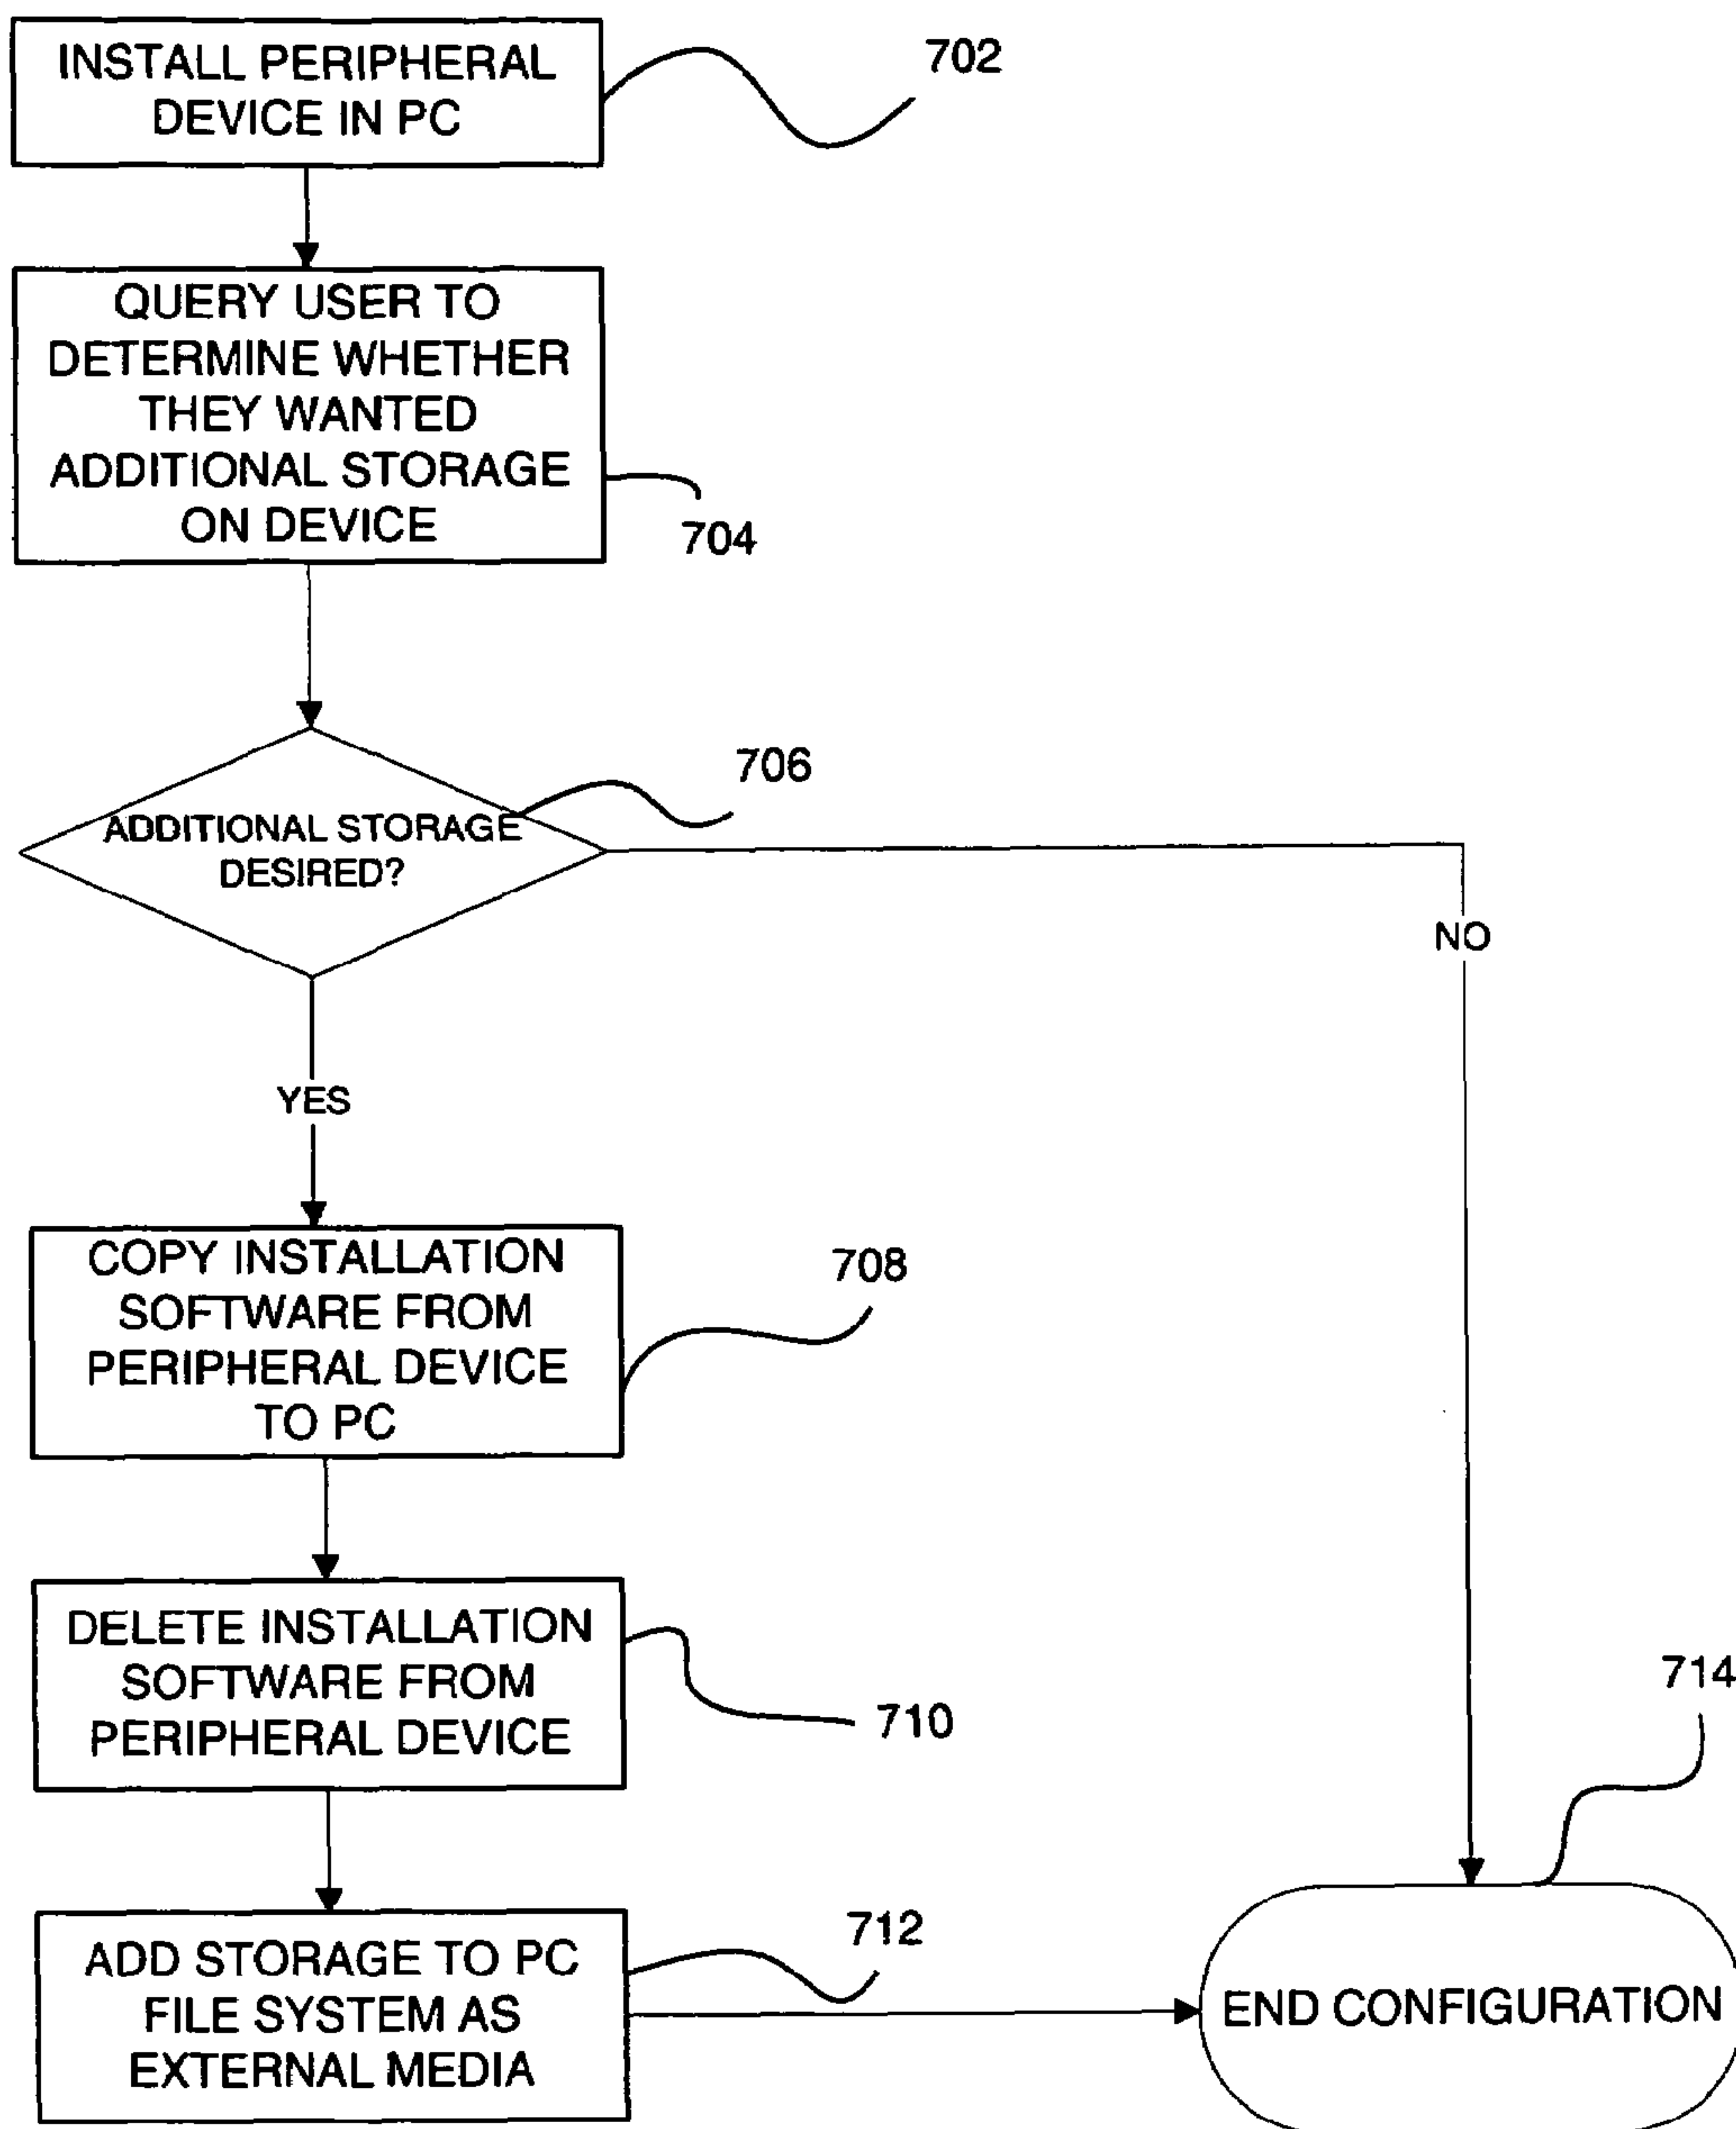 INSTALL PERIPHERAL
DEVICE IN PC
702
QUERY USER TO
DETERMINE WHETHER
THEY WANTED
ADDITIONAL STORAGE
ON DEVICE
704
706
ADDITIONAL STORAGE
DESIRED?
NO
YES
COPY INSTALLATION
SOFTWARE FROM
PERIPHERAL DEVICE
TO PC
708
DELETE INSTALLATION
SOFTWARE FROM
PERIPHERAL DEVICE
710
714
ADD STORAGE TO PC
FILE SYSTEM AS
EXTERNAL MEDIA
712
END CONFIGURATION